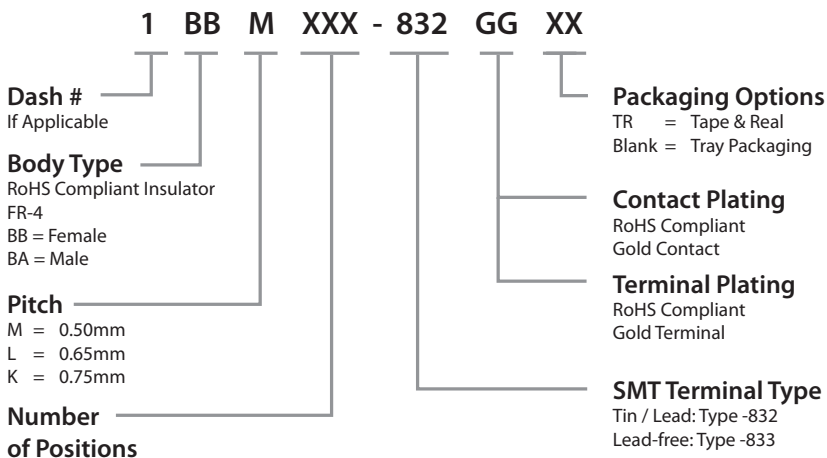 1 BB M XXX - 832 GG XX
Dash #
If Applicable
Body Type
RoHS Compliant Insulator
FR-4
BB = Female
BA = Male
Pitch
M = 0.50mm
L = 0.65mm
K = 0.75mm
Number
of Positions
Packaging Options
TR = Tape & Real
Blank = Tray Packaging
Contact Plating
RoHS Compliant
Gold Contact
Terminal Plating
RoHS Compliant
Gold Terminal
SMT Terminal Type
Tin / Lead: Type -832
Lead-free: Type -833